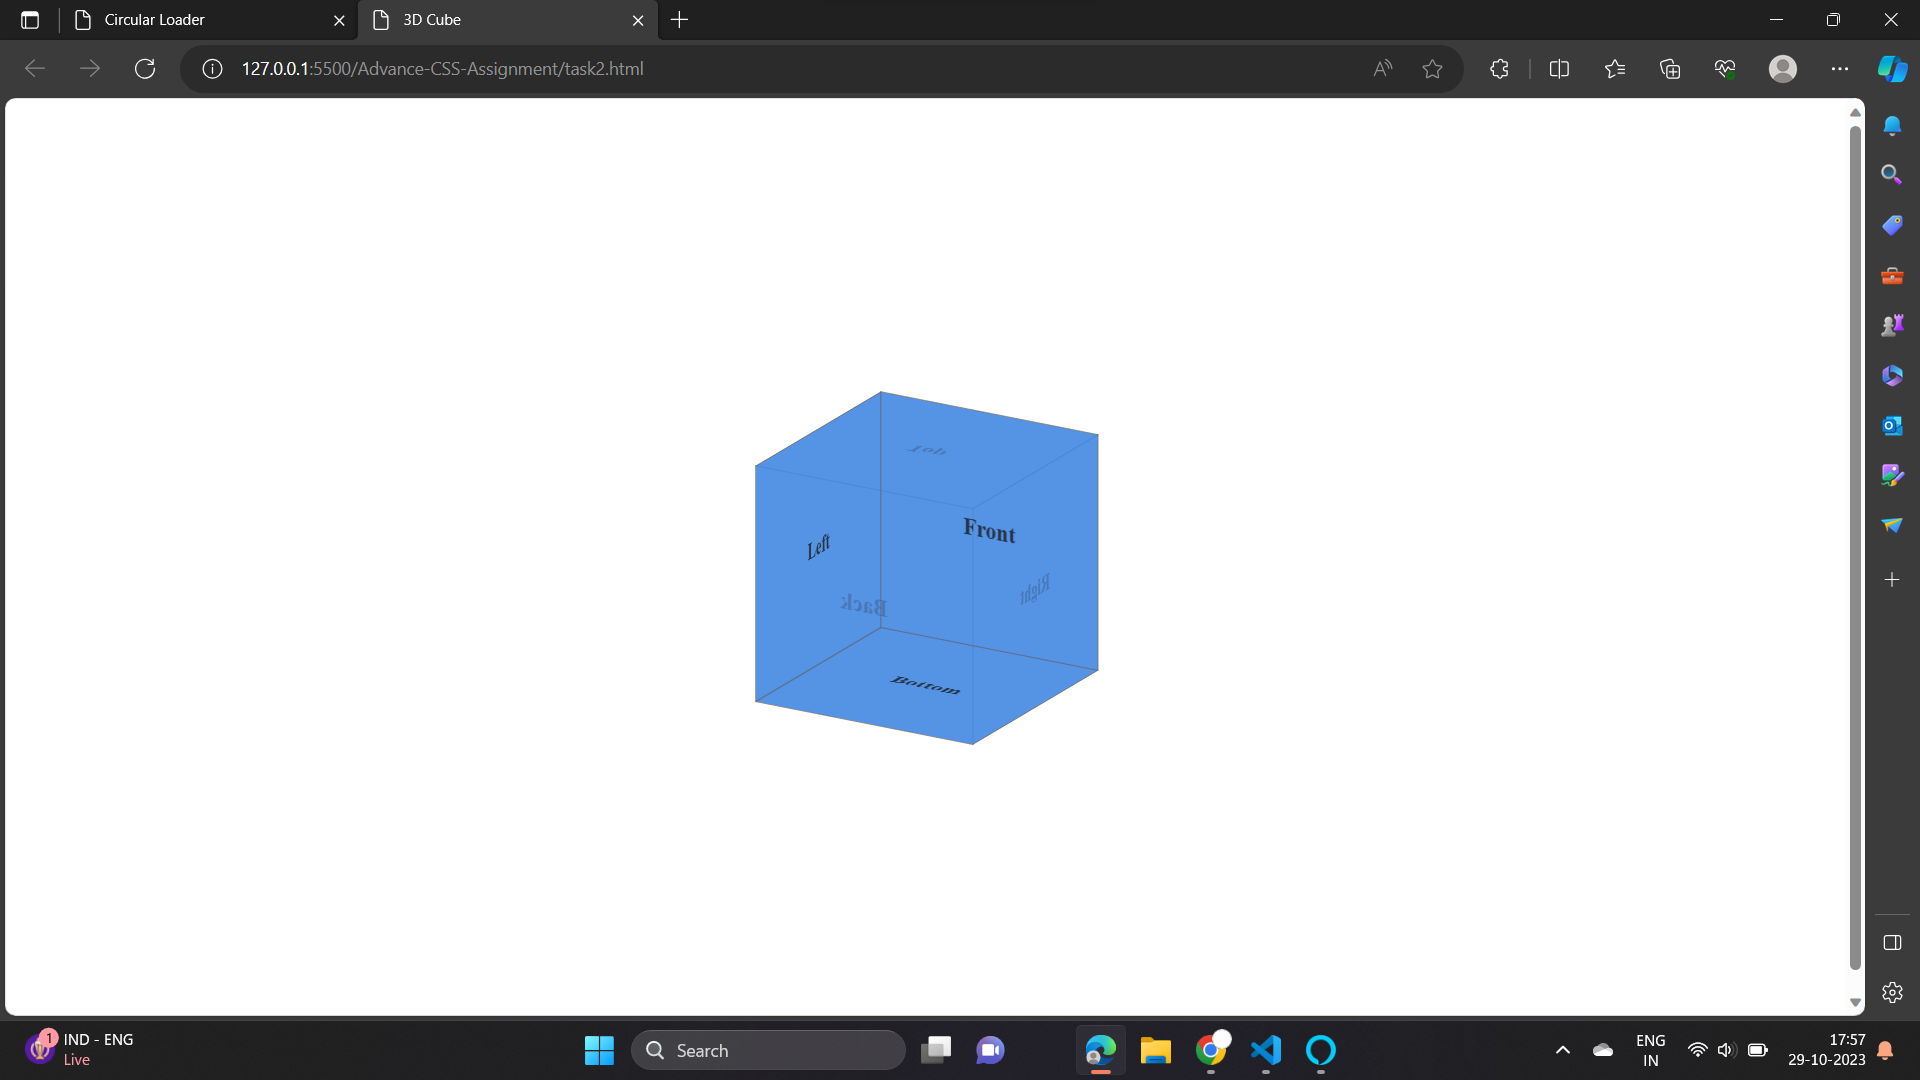 Circular Loader
3D Cube
127.0.0.1:5500/Advance-CSS-Assignment/task2.html
Top
Front
Left
Right
Back
Bottom
1
IND - ENG
Live
Search
ENG
IN
17:57
29-10-2023